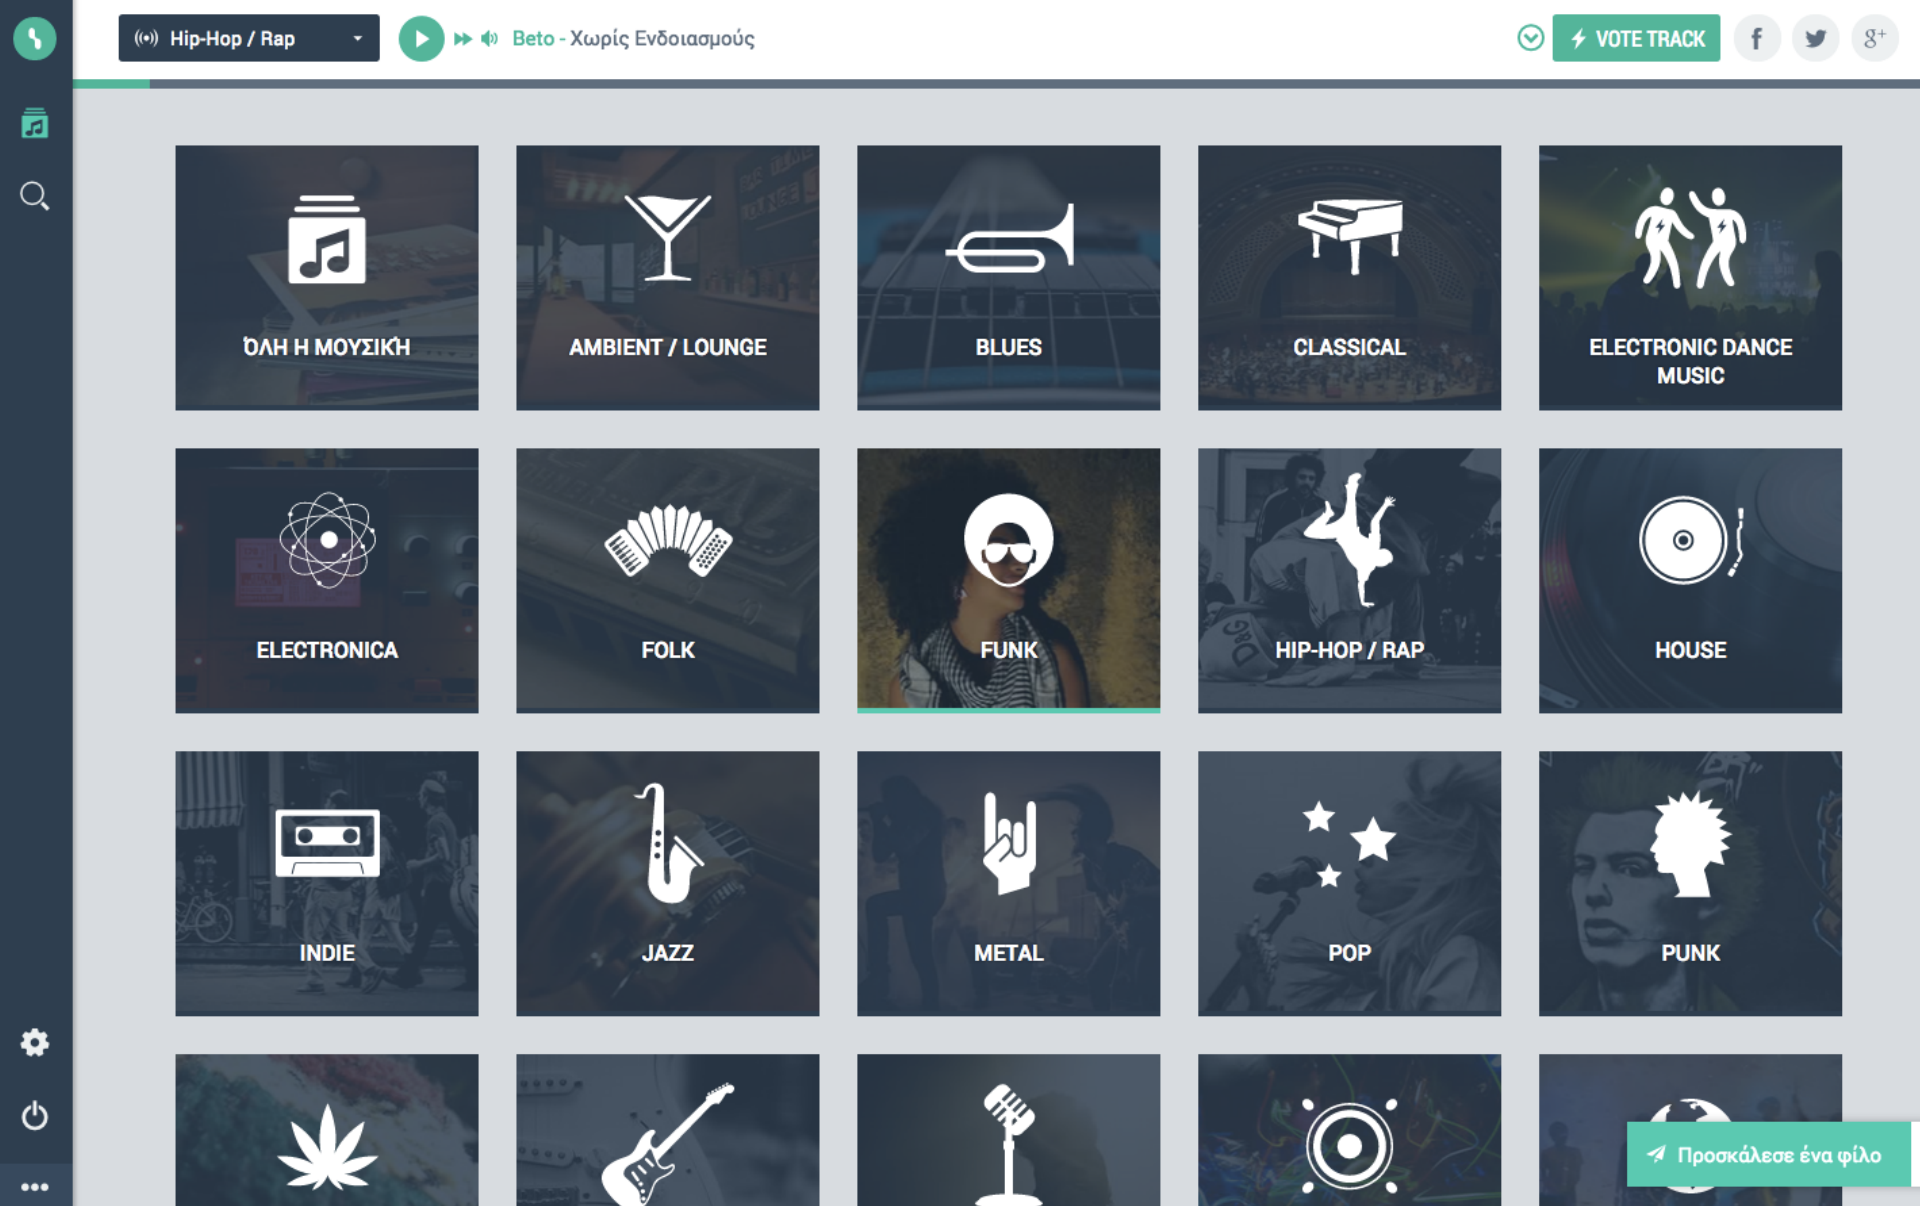 Hip-Hop / Rap
Beto - Χωρίς Ενδοιασμούς
VOTE TRACK
f
g+
ΌΛΗ Η ΜΟΥΣΙΚΉ
AMBIENT / LOUNGE
BLUES
CLASSICAL
ELECTRONIC DANCE
MUSIC
ELECTRONICA
FOLK
FUNK
HIP-HOP / RAP
HOUSE
INDIE
JAZZ
METAL
POP
PUNK
Προσκάλεσε ένα φίλο